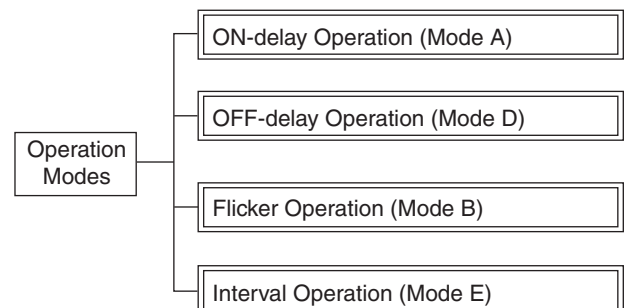 ON-delay Operation (Mode A)
OFF-delay Operation (Mode D)
Operation
Modes
Flicker Operation (Mode B)
Interval Operation (Mode E)